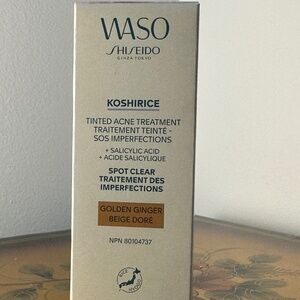 WASO
SHISEIDO
GINZA TOKYO
KOSHIRICE
TINTED ACNE TREATMENT
TRAITEMENT TEINTÉ -
SOS IMPERFECTIONS
+ SALICYLIC ACID
+ ACIDE SALICYLIQUE
SPOT CLEAR
TRAITEMENT DES
IMPERFECTIONS
GOLDEN GINGER
BEIGE DORÉ
NPN 80104737
RICE